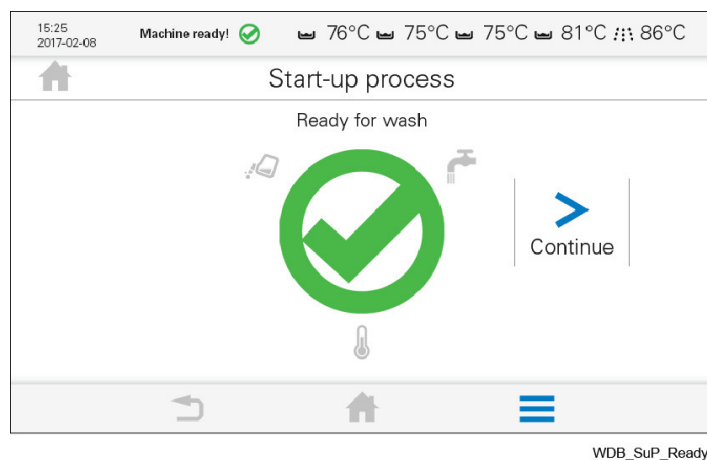 15:25
2017-02-08
Machine ready!
76°C 75°C 75°C 81°C 86°C
Start-up process
Ready for wash
Continue
WDB_SuP_Ready